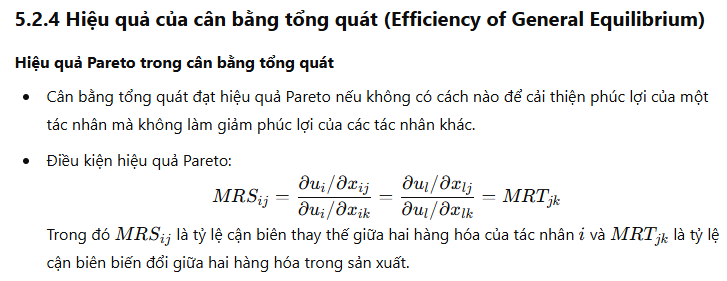 5.2.4 Hiệu quả của cân bằng tổng quát (Efficiency of General Equilibrium)
Hiệu quả Pareto trong cân bằng tổng quát
• Cân bằng tổng quát đạt hiệu quả Pareto nếu không có cách nào để cải thiện phúc lợi của một
tác nhân mà không làm giảm phúc lợi của các tác nhân khác.
• Điều kiện hiệu quả Pareto:
$MRS_{ij} = \frac{\partial u_i/\partial x_{ij}}{\partial u_i/\partial x_{ik}} = \frac{\partial u_l/\partial x_{lj}}{\partial u_l/\partial x_{lk}} = MRT_{jk}$
Trong đó $MRS_{ij}$ là tỷ lệ cận biên thay thế giữa hai hàng hóa của tác nhân $i$ và $MRT_{jk}$ là tỷ lệ
cận biên biến đổi giữa hai hàng hóa trong sản xuất.